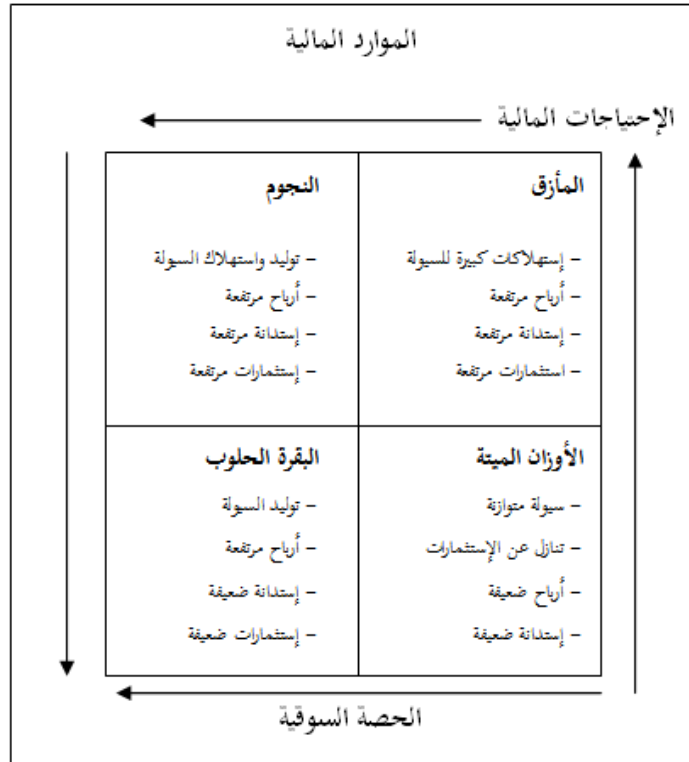 الموارد المالية
الإحتياجات المالية
المأزق
- إستهلاكات كبيرة للسيولة
- أرباح مرتفعة
- إستدانة مرتفعة
- استثمارات مرتفعة
النجوم
- توليد واستهلاك السيولة
- أرباح مرتفعة
- إستدانة مرتفعة
- إستثمارات مرتفعة
الأوزان الميتة
- سيولة متوازنة
- تنازل عن الإستثمارات
- أرباح ضعيفة
- إستدانة ضعيفة
البقرة الحلوب
- توليد السيولة
- أرباح مرتفعة
- إستدانة ضعيفة
- إستثمارات ضعيفة
الحصة السوقية